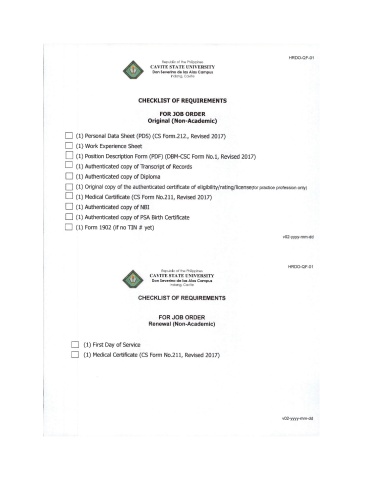 HRDO-QF-01
Republic of the Philippines
CAVITE STATE UNIVERSITY
Don Severino de las Alas Campus
Indang, Cavite
CHECKLIST OF REQUIREMENTS
FOR JOB ORDER
Original (Non-Academic)
(1) Personal Data Sheet (PDS) (CS Form.212., Revised 2017)
(1) Work Experience Sheet
(1) Position Description Form (PDF) (DBM-CSC Form No.1, Revised 2017)
(1) Authenticated copy of Transcript of Records
(1) Authenticated copy of Diploma
(1) Original copy of the authenticated certificate of eligibility/rating/license(for practice profession only)
(1) Medical Certificate (CS Form No.211, Revised 2017)
(1) Authenticated copy of NBI
(1) Authenticated copy of PSA Birth Certificate
(1) Form 1902 (if no TIN # yet)
v02-yyyy-mm-dd
HRDO-QF-01
Republic of the Philippines
CAVITE STATE UNIVERSITY
Don Severino de las Alas Campus
Indang, Cavite
CHECKLIST OF REQUIREMENTS
FOR JOB ORDER
Renewal (Non-Academic)
(1) First Day of Service
(1) Medical Certificate (CS Form No.211, Revised 2017)
v02-yyyy-mm-dd